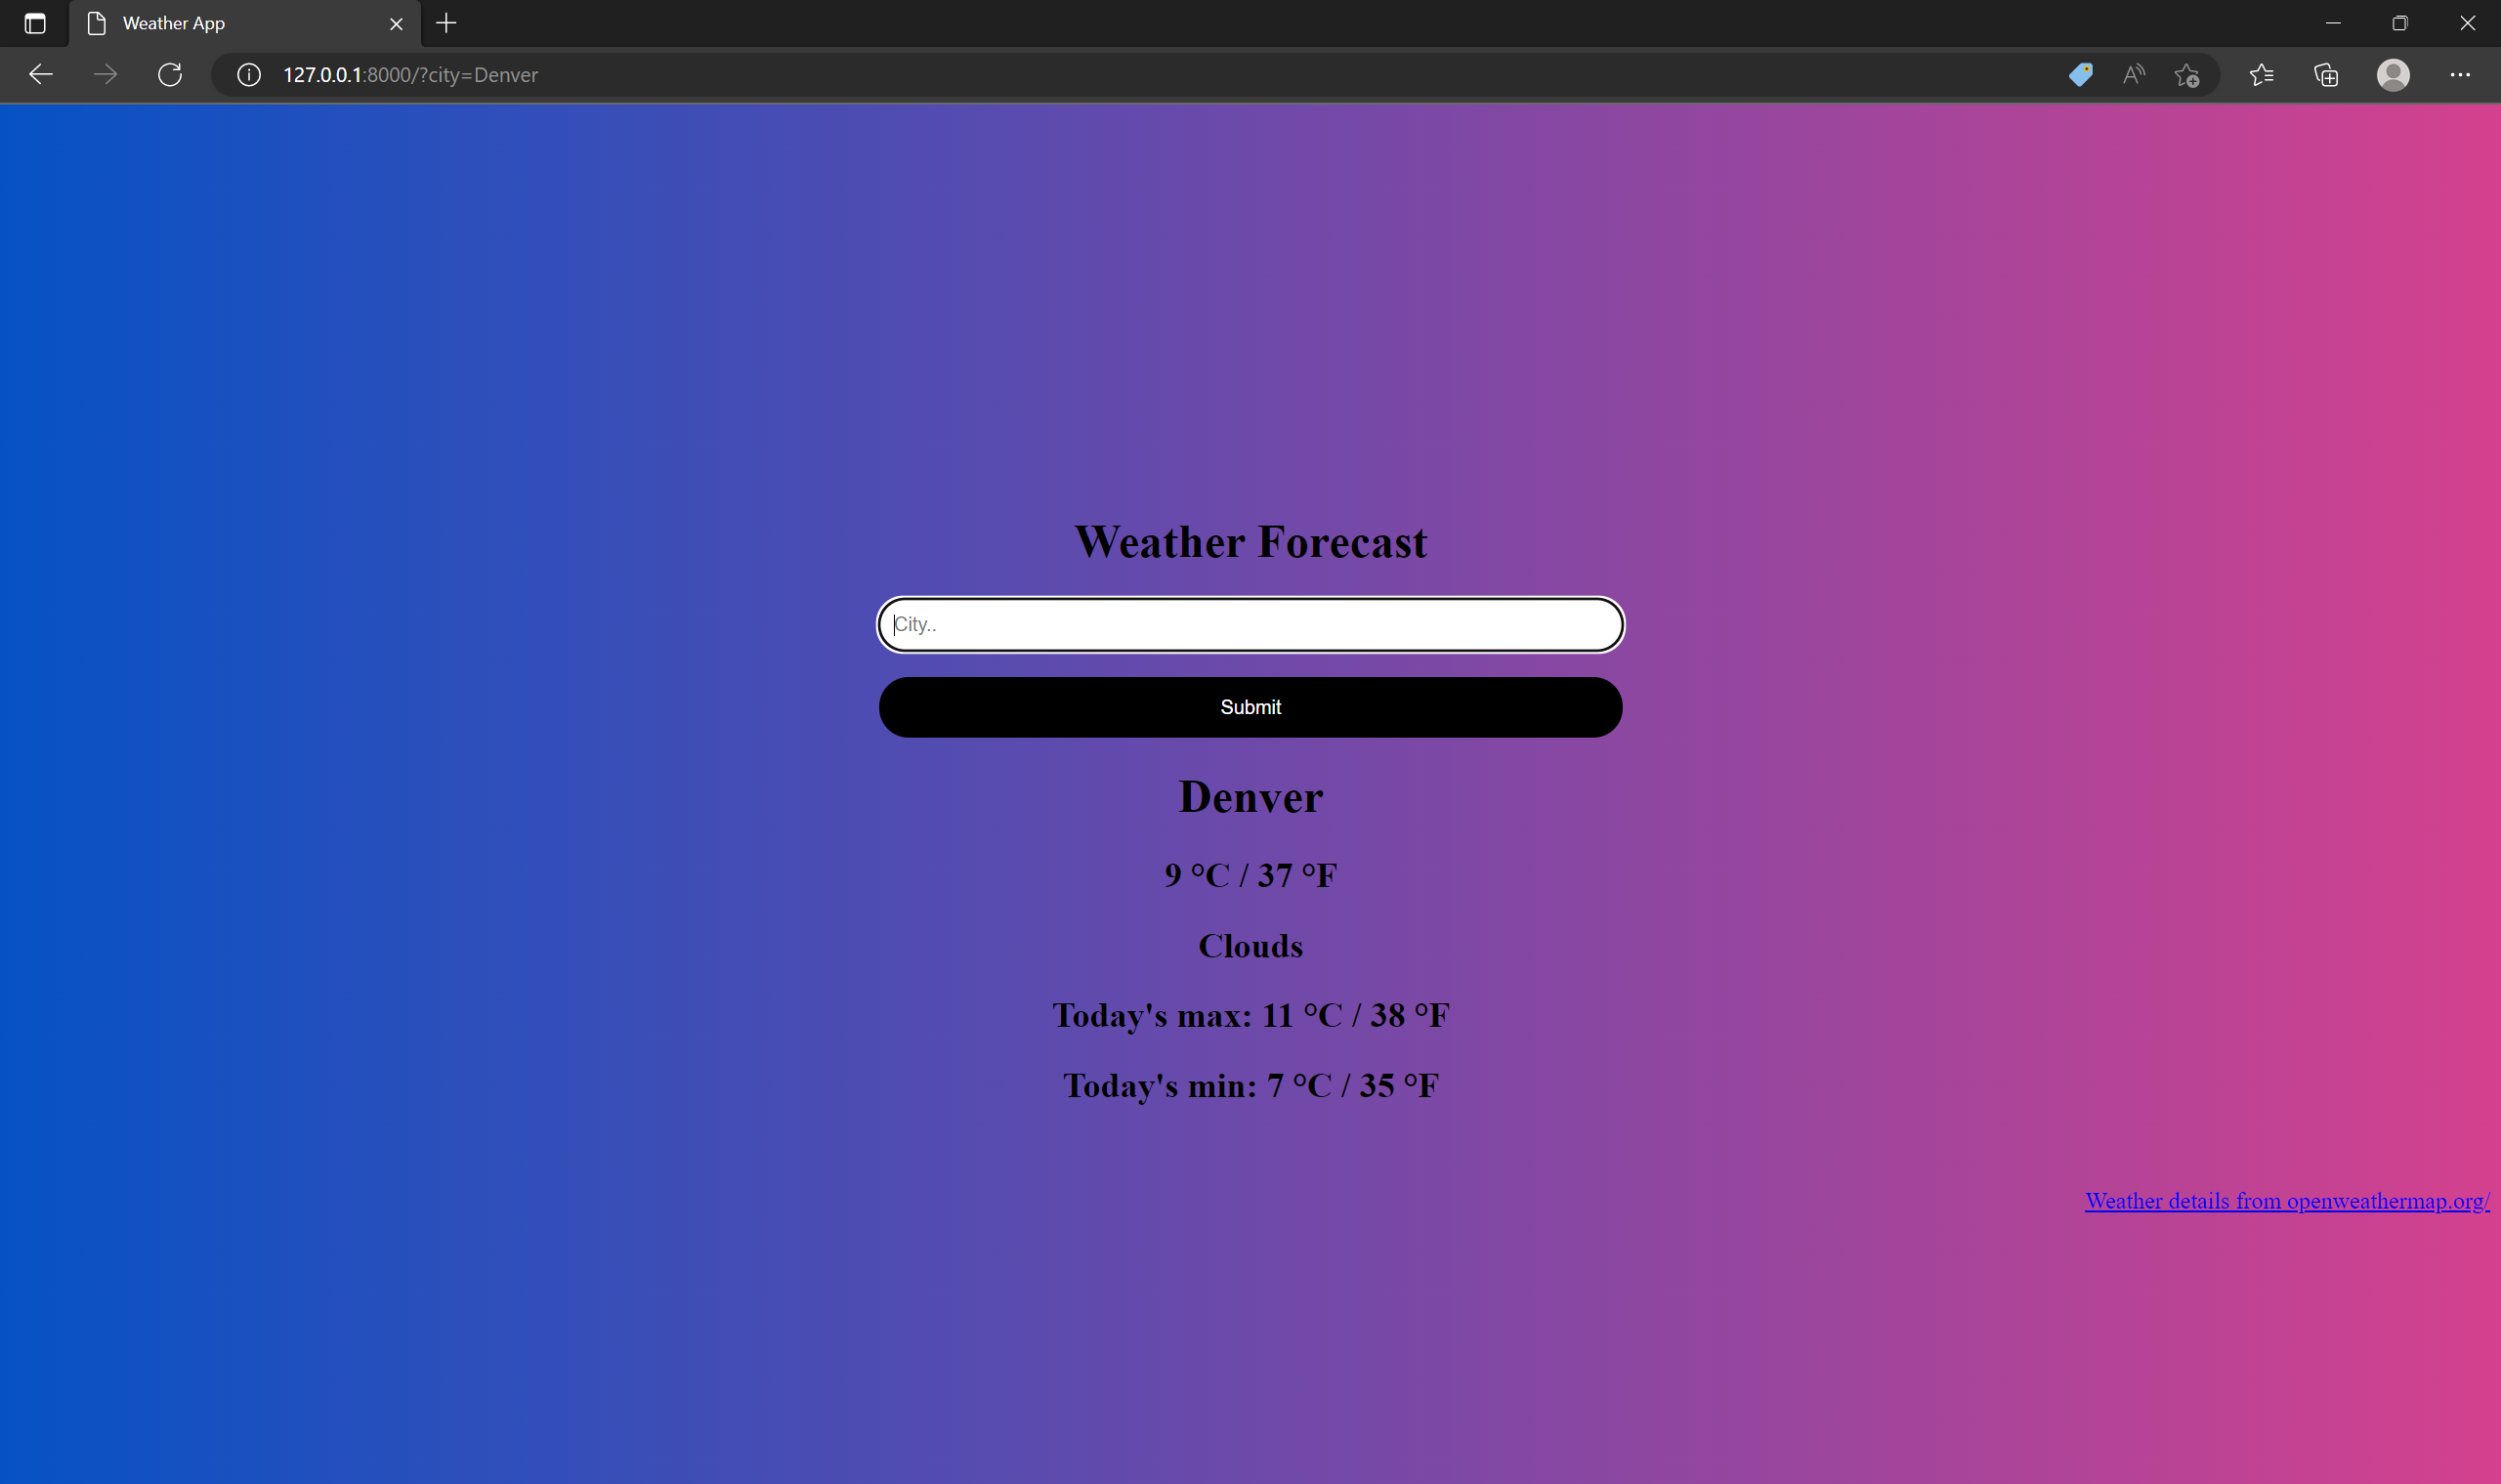 Weather App
127.0.0.1:8000/?city=Denver
Weather Forecast
City..
Submit
Denver
9 °C / 37 °F
Clouds
Today's max: 11 °C / 38 °F
Today's min: 7 °C / 35 °F
Weather details from openweathermap.org/